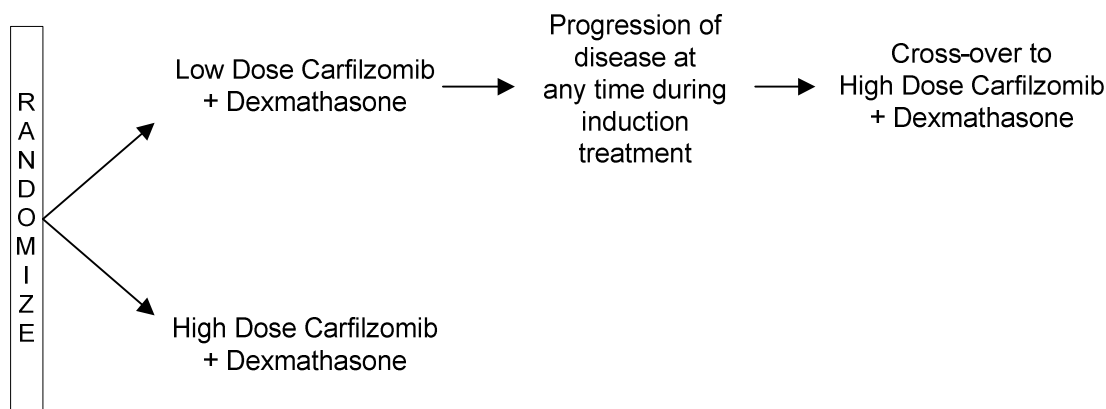 RANDOMIZE
Low Dose Carfilzomib
+ Dexmathasone
Progression of
disease at
any time during
induction
treatment
Cross-over to
High Dose Carfilzomib
+ Dexmathasone
High Dose Carfilzomib
+ Dexmathasone